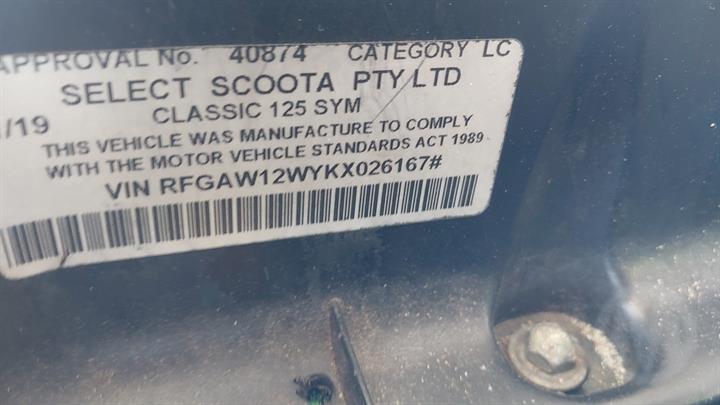 APPROVAL No. 40874 CATEGORY LC
SELECT SCOOTA PTY LTD
/19 CLASSIC 125 SYM
THIS VEHICLE WAS MANUFACTURE TO COMPLY
WITH THE MOTOR VEHICLE STANDARDS ACT 1989
VIN RFGAW12WYKX026167#